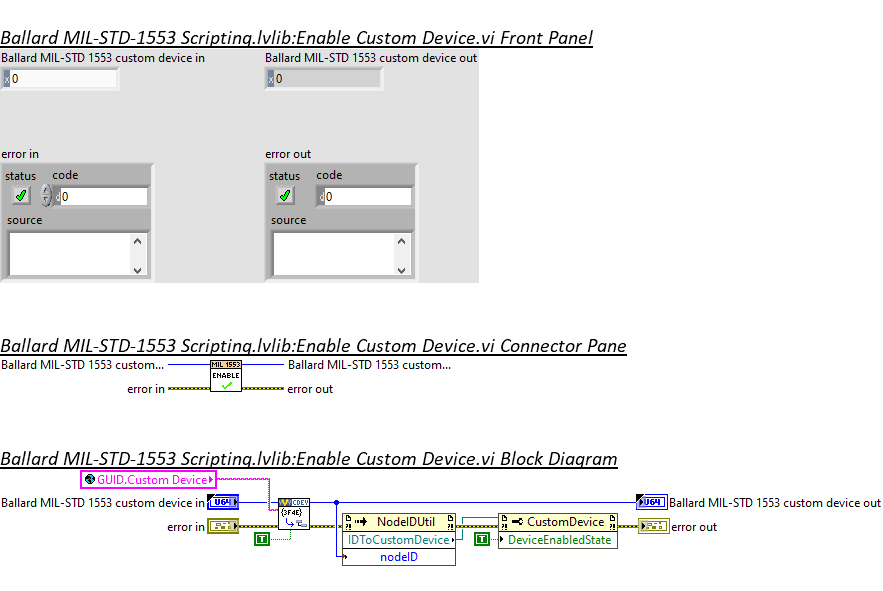 Ballard MIL-STD-1553 Scripting.lvlib:Enable Custom Device.vi Front Panel
Ballard MIL-STD 1553 custom device in
Ballard MIL-STD 1553 custom device out
x 0
x 0
error in
error out
status code
status code
d 0
d 0
source
source
Ballard MIL-STD-1553 Scripting.lvlib:Enable Custom Device.vi Connector Pane
Ballard MIL-STD 1553 custom...
MIL 1553
Ballard MIL-STD 1553 custom...
ENABLE
error in
error out
Ballard MIL-STD-1553 Scripting.lvlib:Enable Custom Device.vi Block Diagram
GUID.Custom Device
Ballard MIL-STD 1553 custom device in
U64
CDEV
{3F4E}
U64
Ballard MIL-STD 1553 custom device out
error in
NodeIDUtil
CustomDevice
error out
T
IDToCustomDevice
T
DeviceEnabledState
nodeID